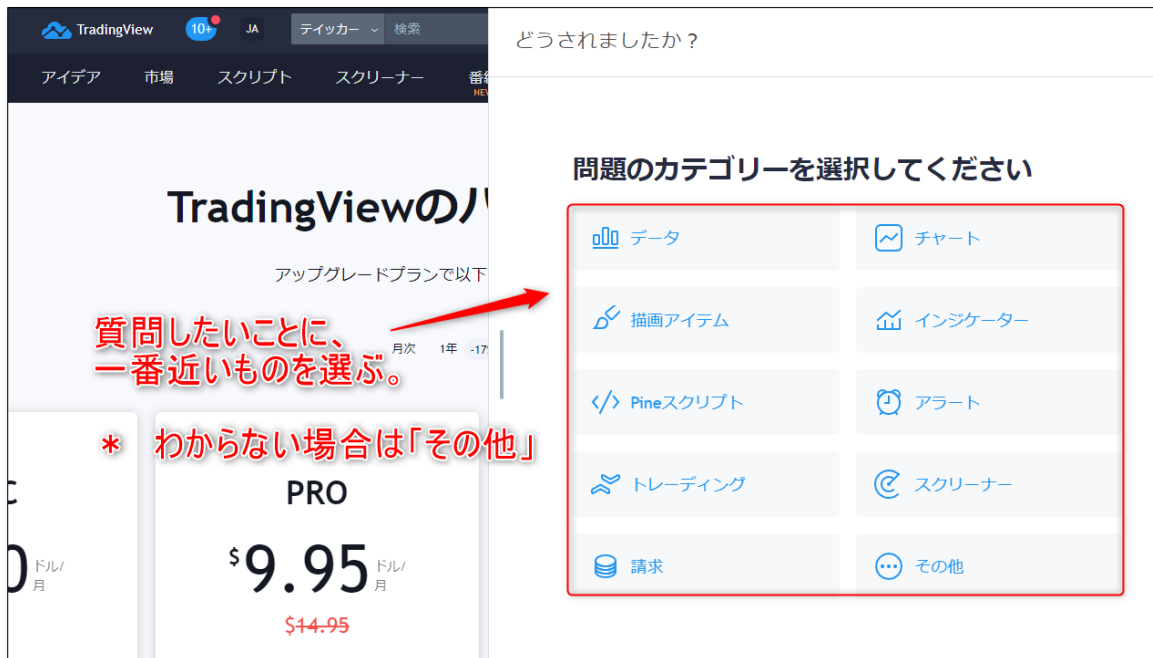 TradingView
10+
JA
テイッカー
検索
アイデア
市場
スクリプト
スクリーナー
NEW
TradingViewの
アップグレードプランで以下
月次
1年
質問したいことに、
一番近いものを選ぶ。
* わからない場合は「その他」
C
0
ドル/
月
PRO
$9.95
ドル/
月
$14.95
どうされましたか？
問題のカテゴリーを選択してください
データ
チャート
描画アイテム
インジケーター
Pineスクリプト
アラート
トレーディング
スクリーナー
請求
その他